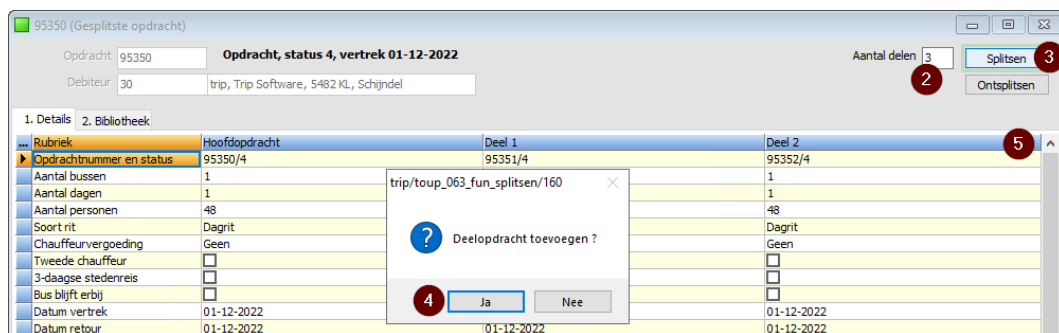 95350 (Gesplitste opdracht)
Opdracht 95350 Opdracht, status 4, vertrek 01-12-2022 Aantal delen 3 Splitsen 3
2
Debiteur 30 trip, Trip Software, 5482 KL, Schijndel Ontsplitsen
1. Details 2. Bibliotheek
... Rubriek Hoofdopdracht Deel 1 Deel 2 5
Opdrachtnummer en status 95350/4 95351/4 95352/4
Aantal bussen 1 1
Aantal dagen 1 1
Aantal personen 48 48
Soort rit Dagrit Dagrit
Chauffeurvergoeding Geen Geen
Tweede chauffeur
3-daagse stedenreis
Bus blijft erbij
Datum vertrek 01-12-2022 01-12-2022
Datum retour 01-12-2022 01-12-2022 01-12-2022
trip/toup_063_fun_splitsen/160
? Deelopdracht toevoegen ?
4 Ja Nee